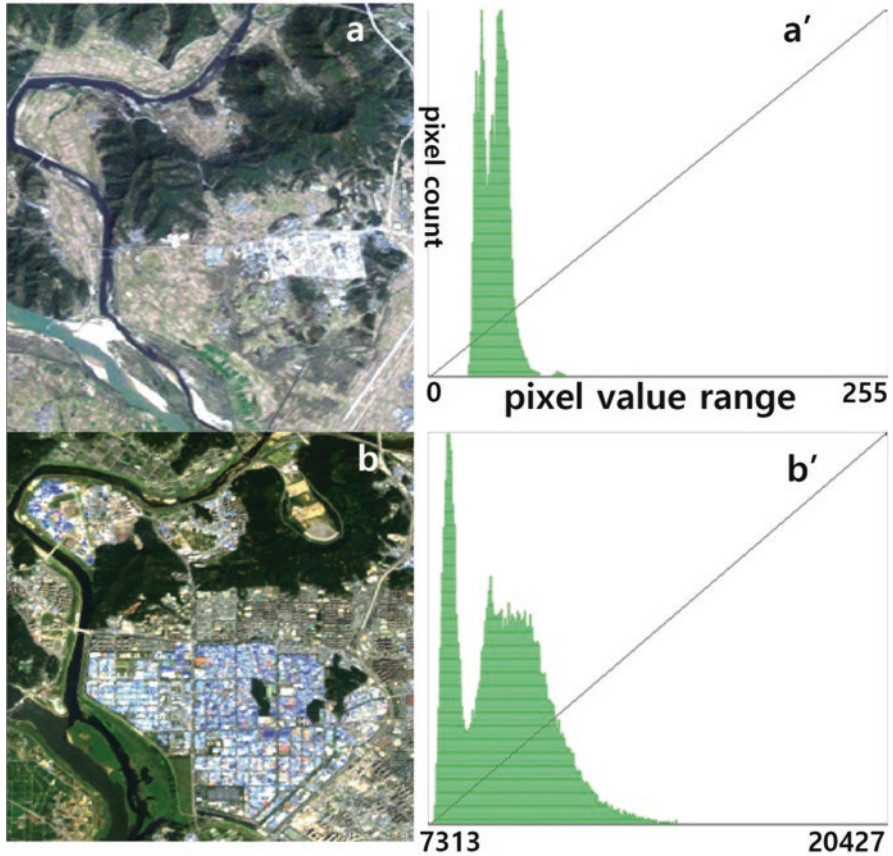 a
a′
pixel count
0
pixel value range
255
b
b′
7313
20427